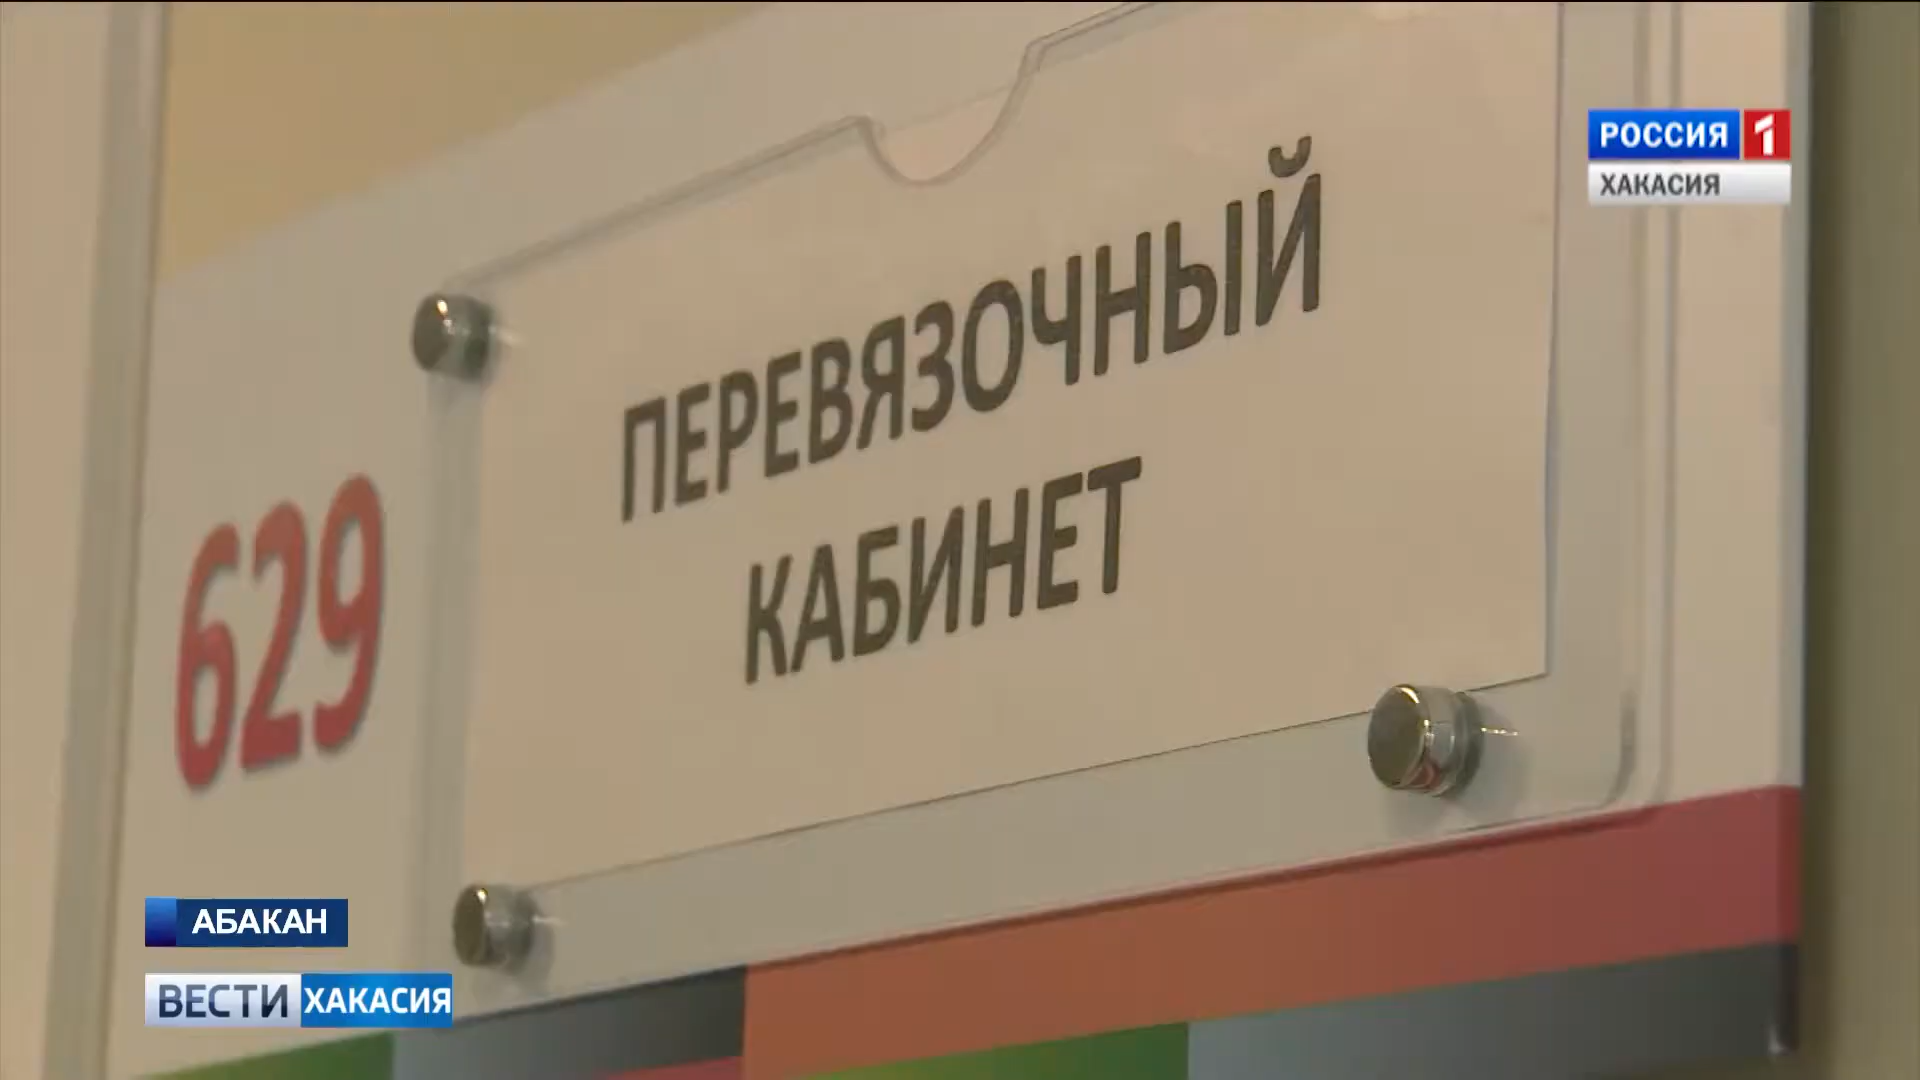 РОССИЯ 1
ХАКАСИЯ
ПЕРЕВЯЗОЧНЫЙ
КАБИНЕТ
629
АБАКАН
ВЕСТИ ХАКАСИЯ